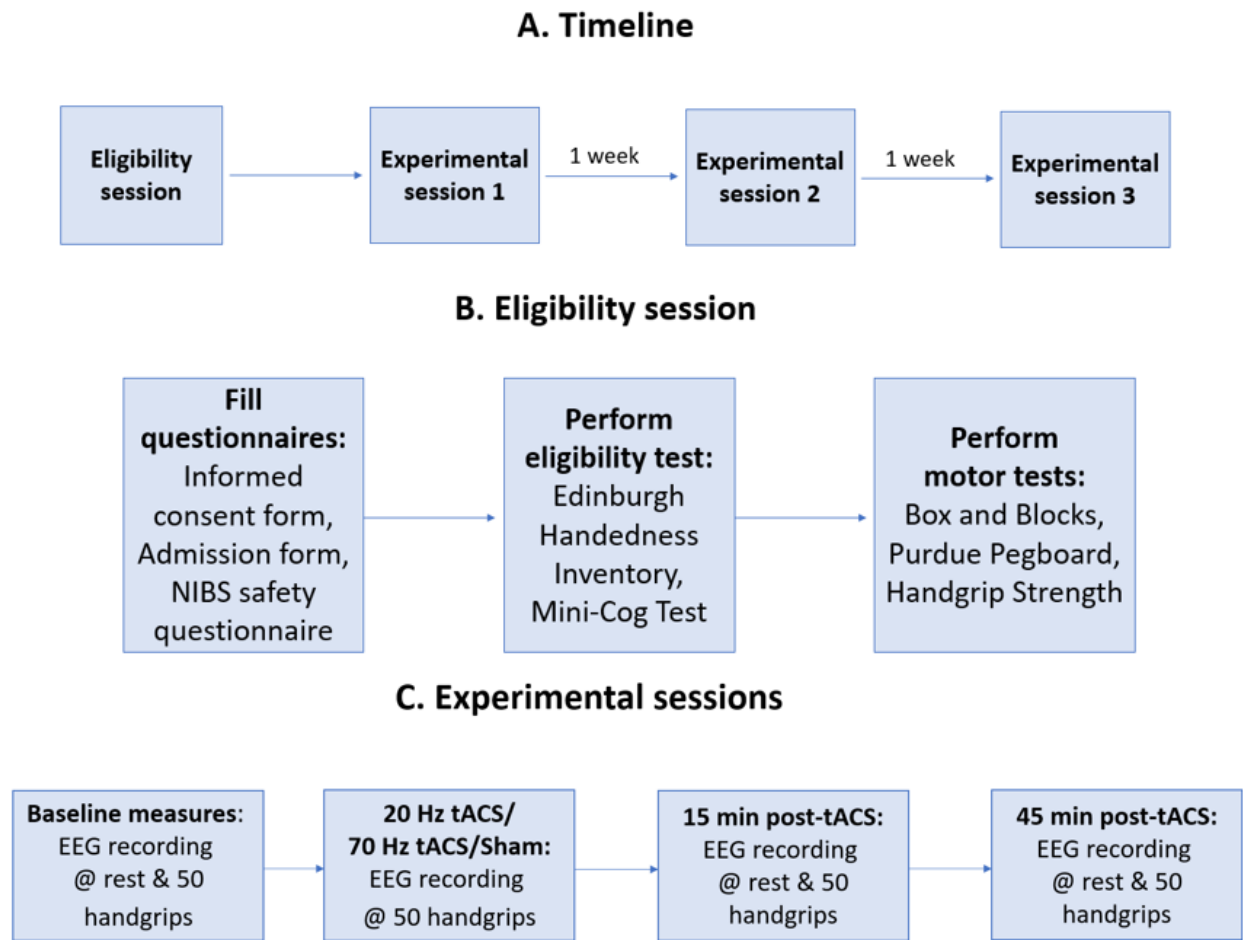 A. Timeline
Eligibility
session
Experimental
session 1
1 week
Experimental
session 2
1 week
Experimental
session 3
B. Eligibility session
Fill
questionnaires:
Informed
consent form,
Admission form,
NIBS safety
questionnaire
Perform
eligibility test:
Edinburgh
Handedness
Inventory,
Mini-Cog Test
Perform
motor tests:
Box and Blocks,
Purdue Pegboard,
Handgrip Strength
C. Experimental sessions
Baseline measures:
EEG recording
@ rest & 50
handgrips
20 Hz tACS/
70 Hz tACS/Sham:
EEG recording
@ 50 handgrips
15 min post-tACS:
EEG recording
@ rest & 50
handgrips
45 min post-tACS:
EEG recording
@ rest & 50
handgrips